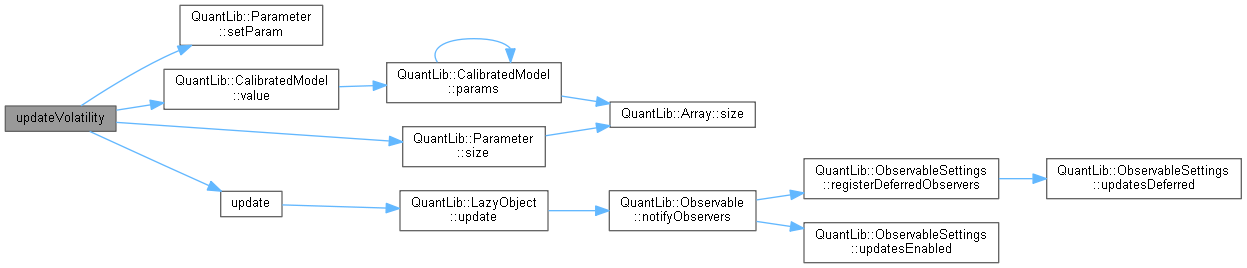 QuantLib::Parameter
::setParam
QuantLib::CalibratedModel
::value
QuantLib::CalibratedModel
::params
QuantLib::Array::size
updateVolatility
QuantLib::Parameter
::size
QuantLib::ObservableSettings
::registerDeferredObservers
QuantLib::ObservableSettings
::updatesDeferred
update
QuantLib::LazyObject
::update
QuantLib::Observable
::notifyObservers
QuantLib::ObservableSettings
::updatesEnabled